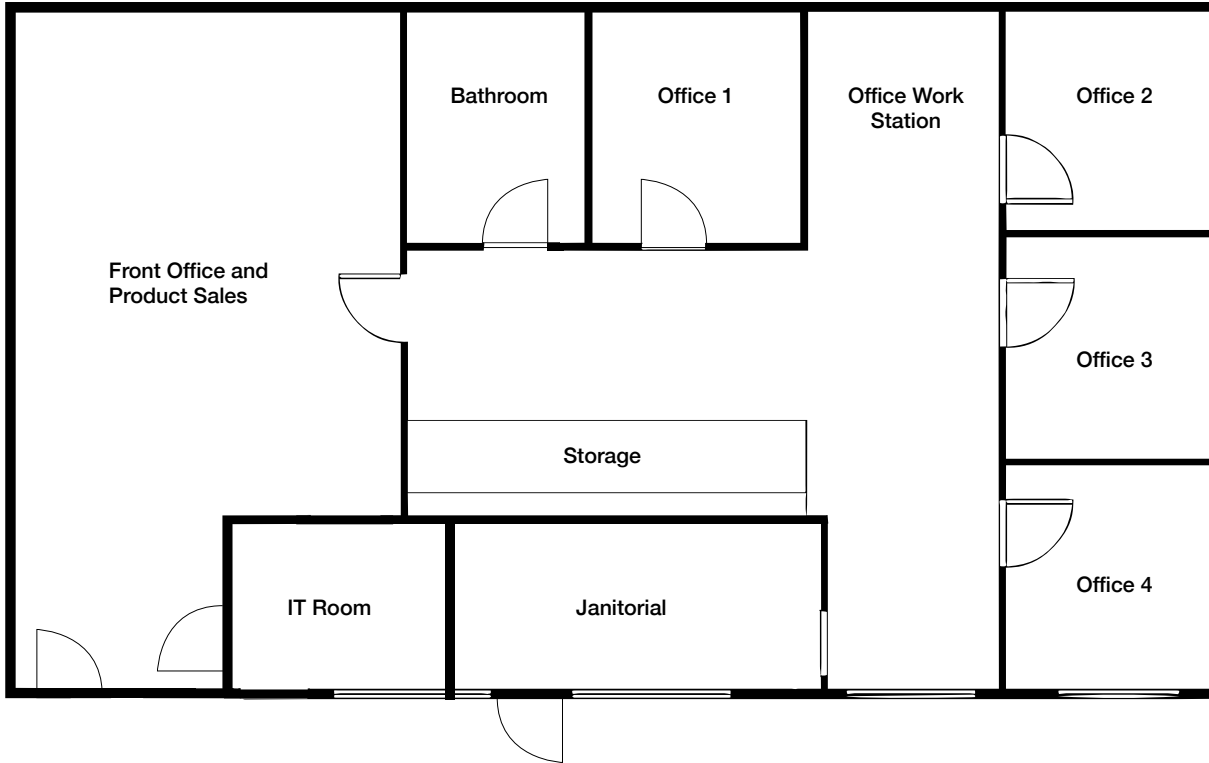 Bathroom
Office 1
Office Work
Station
Office 2
Front Office and
Product Sales
Office 3
Storage
IT Room
Janitorial
Office 4